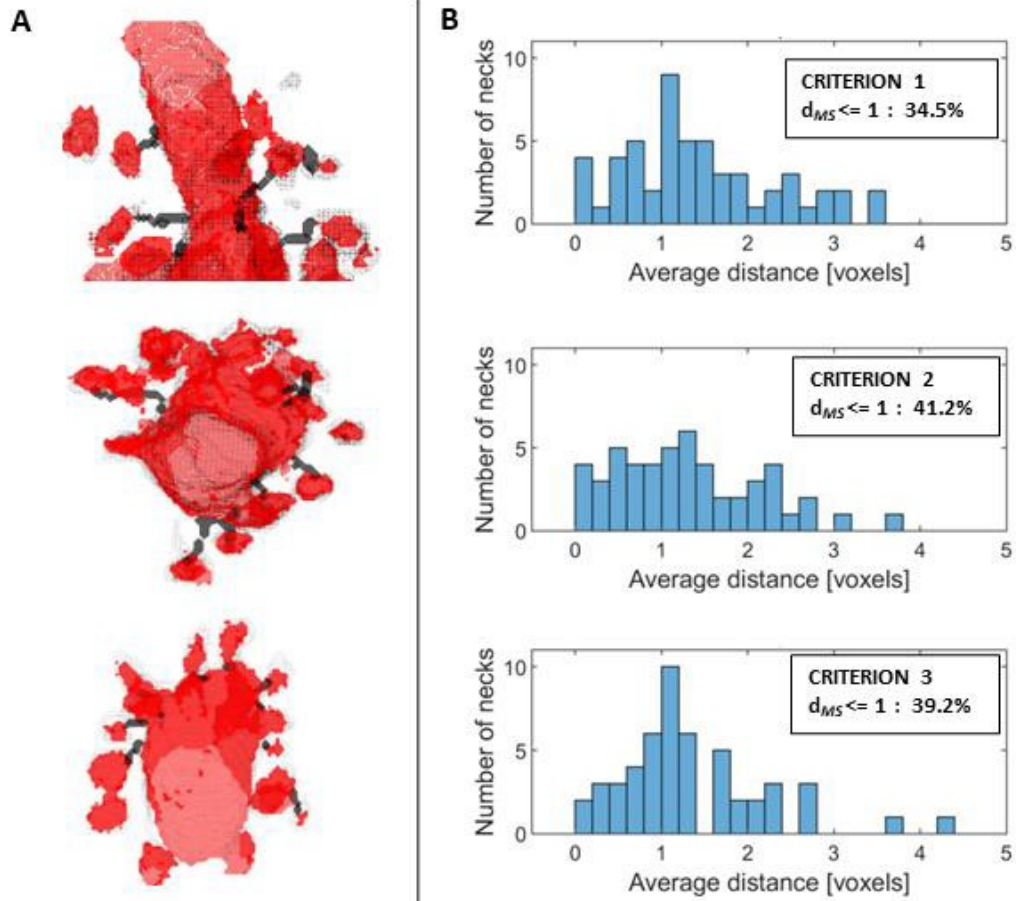 A
B
10
5
0
Number of necks
CRITERION 1
dMS <= 1 : 34.5%
0 1 2 3 4 5
Average distance [voxels]
10
5
0
Number of necks
CRITERION 2
dMS <= 1 : 41.2%
0 1 2 3 4 5
Average distance [voxels]
10
5
0
Number of necks
CRITERION 3
dMS <= 1 : 39.2%
0 1 2 3 4 5
Average distance [voxels]